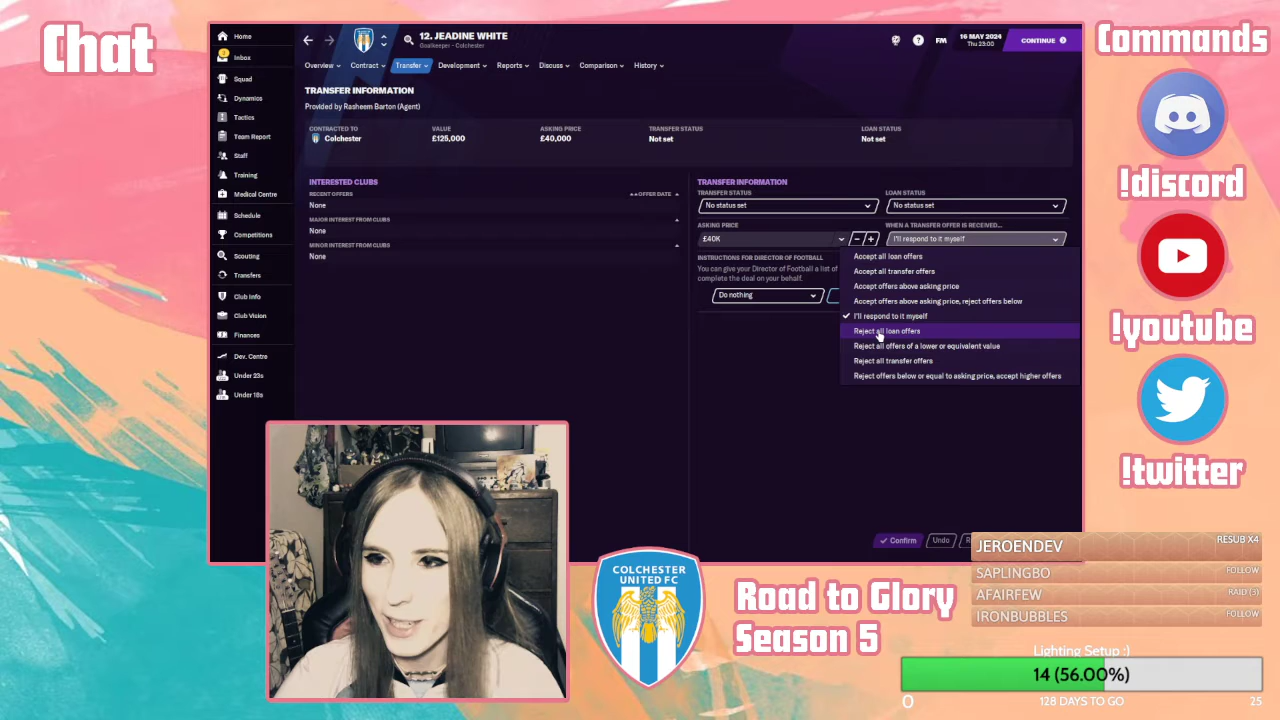 Chat
Home
2
Inbox
Squad
Dynamics
Tactics
Team Report
Staff
Training
Medical Centre
Schedule
Competitions
Scouting
Transfers
Club Info
Club Vision
Finances
Dev. Centre
Under 23s
Under 18s
12. JEADINE WHITE
Goalkeeper - Colchester
FM
16 MAY 2024
Thu 23:00
CONTINUE
Overview
Contract
Transfer
Development
Reports
Discuss
Comparison
History
TRANSFER INFORMATION
Provided by Rasheem Barton (Agent)
CONTRACTED TO
VALUE
ASKING PRICE
TRANSFER STATUS
LOAN STATUS
Colchester
£125,000
£40,000
Not set
Not set
INTERESTED CLUBS
RECENT OFFERS
OFFER DATE
None
MAJOR INTEREST FROM CLUBS
None
MINOR INTEREST FROM CLUBS
None
TRANSFER INFORMATION
TRANSFER STATUS
LOAN STATUS
No status set
No status set
ASKING PRICE
WHEN A TRANSFER OFFER IS RECEIVED...
£40K
I'll respond to it myself
INSTRUCTIONS FOR DIRECTOR OF FOOTBALL
You can give your Director of Football a list of
complete the deal on your behalf.
Do nothing
Accept all loan offers
Accept all transfer offers
Accept offers above asking price
Accept offers above asking price, reject offers below
I'll respond to it myself
Reject all loan offers
Reject all offers of a lower or equivalent value
Reject all transfer offers
Reject offers below or equal to asking price, accept higher offers
Confirm
Undo
Commands
!discord
!youtube
!twitter
COLCHESTER
UNITED FC
Road to Glory
Season 5
JEROENDEV
RESUB X4
SAPLINGBO
FOLLOW
AFAIRFEW
RAID (3)
IRONBUBBLES
FOLLOW
Lighting Setup :)
14 (56.00%)
0
128 DAYS TO GO
25